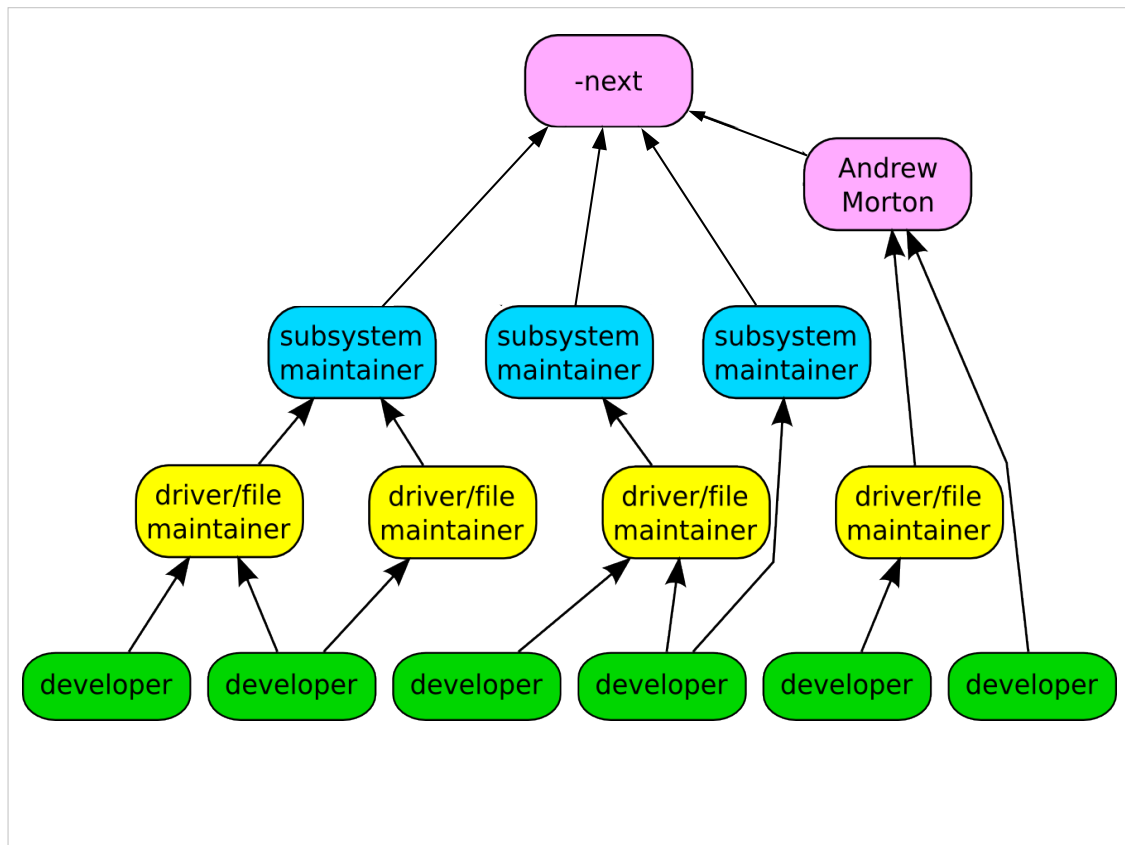 -next
Andrew
Morton
subsystem
maintainer
subsystem
maintainer
subsystem
maintainer
driver/file
maintainer
driver/file
maintainer
driver/file
maintainer
driver/file
maintainer
developer
developer
developer
developer
developer
developer